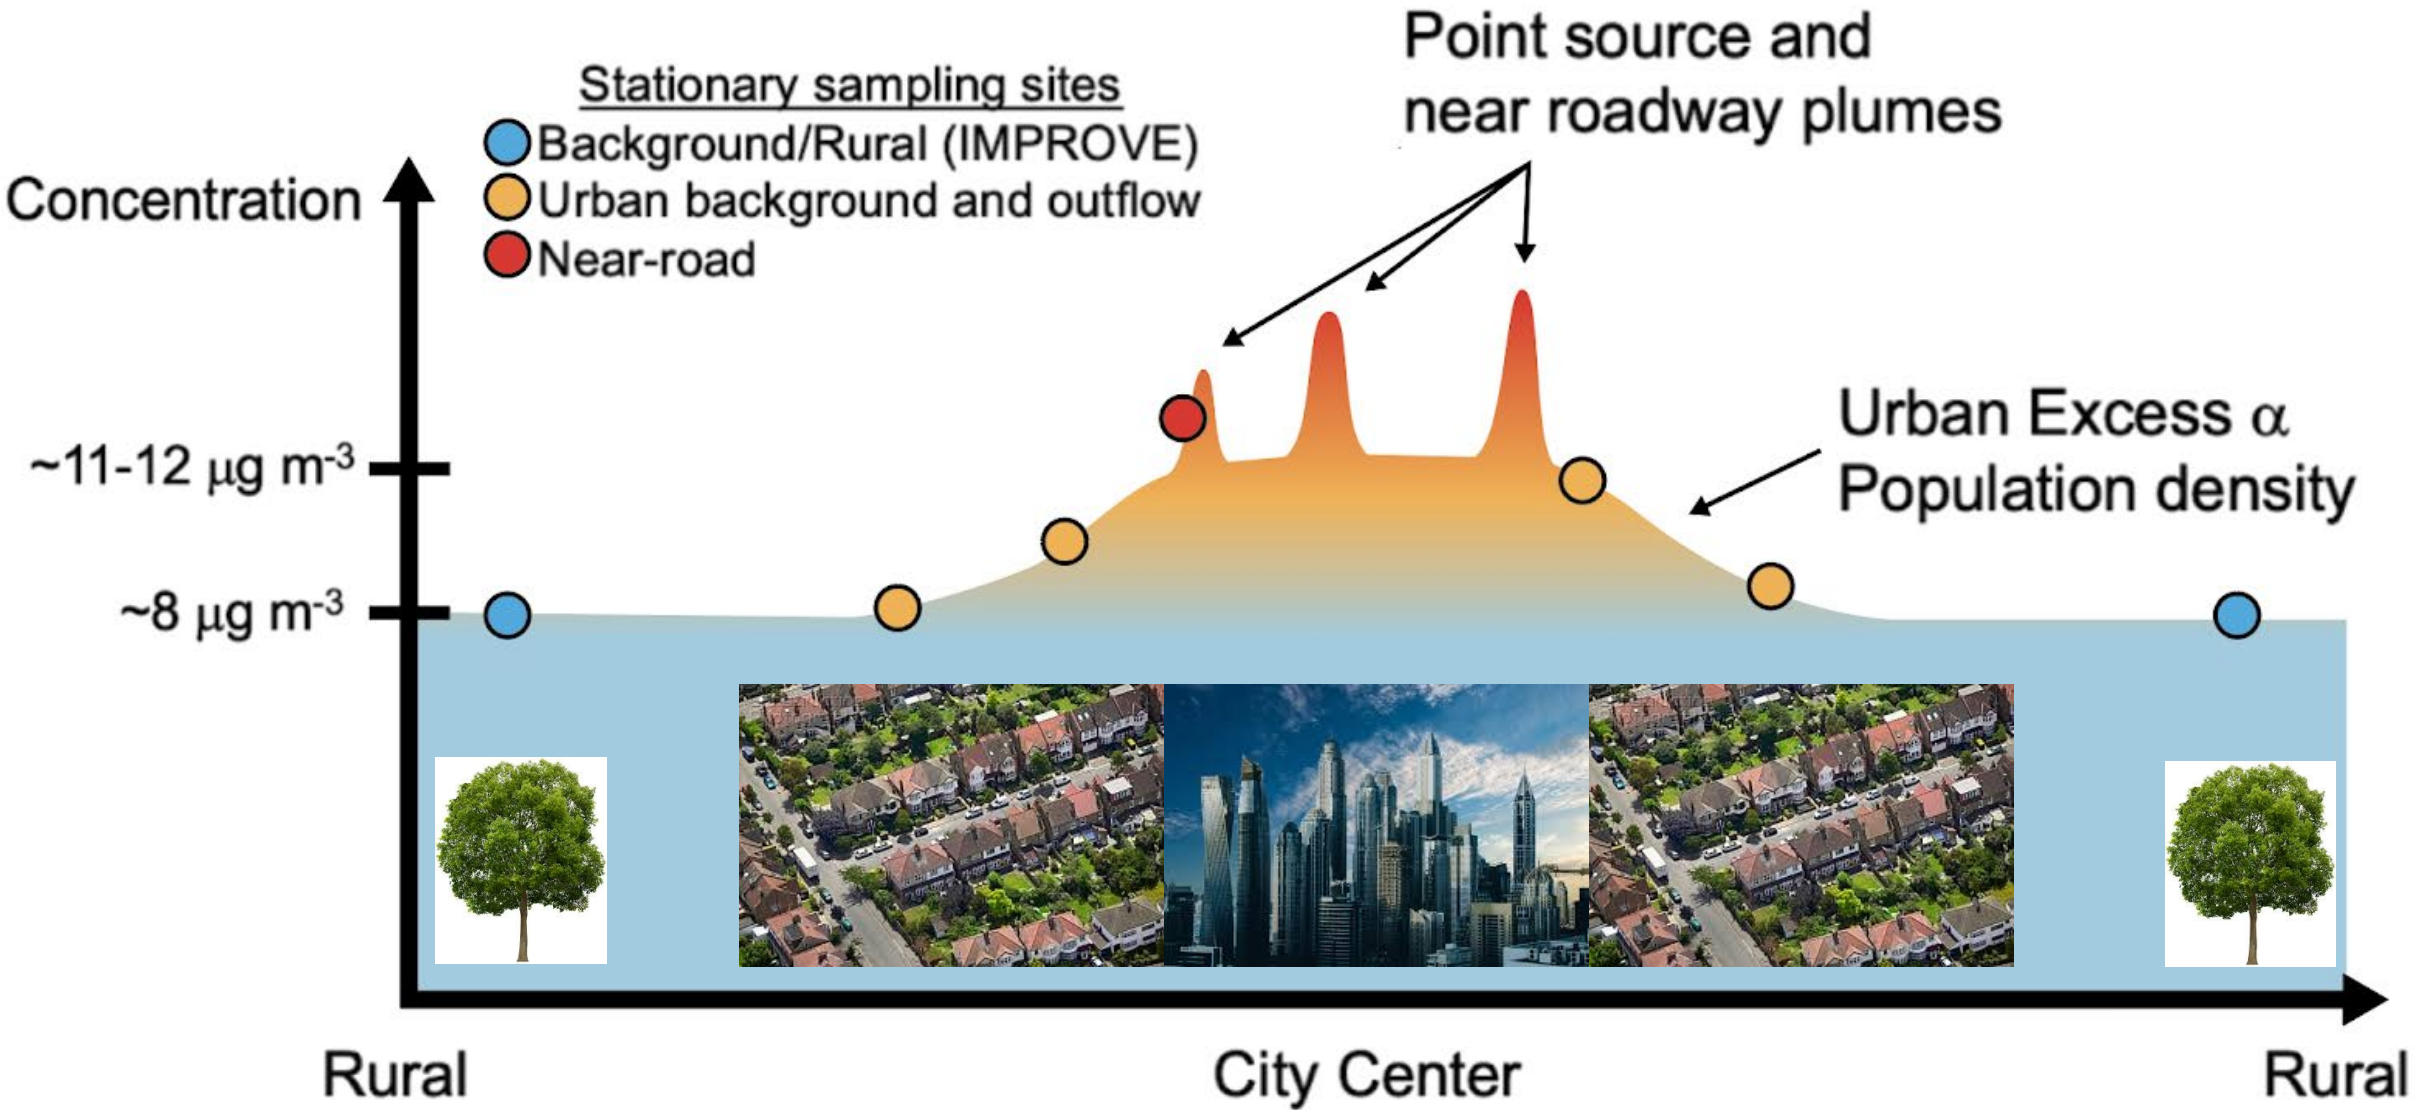 Point source and
near roadway plumes
Stationary sampling sites
Background/Rural (IMPROVE)
Urban background and outflow
Near-road
Concentration
~11-12 μg m-3
~8 μg m-3
Urban Excess α
Population density
Rural
City Center
Rural